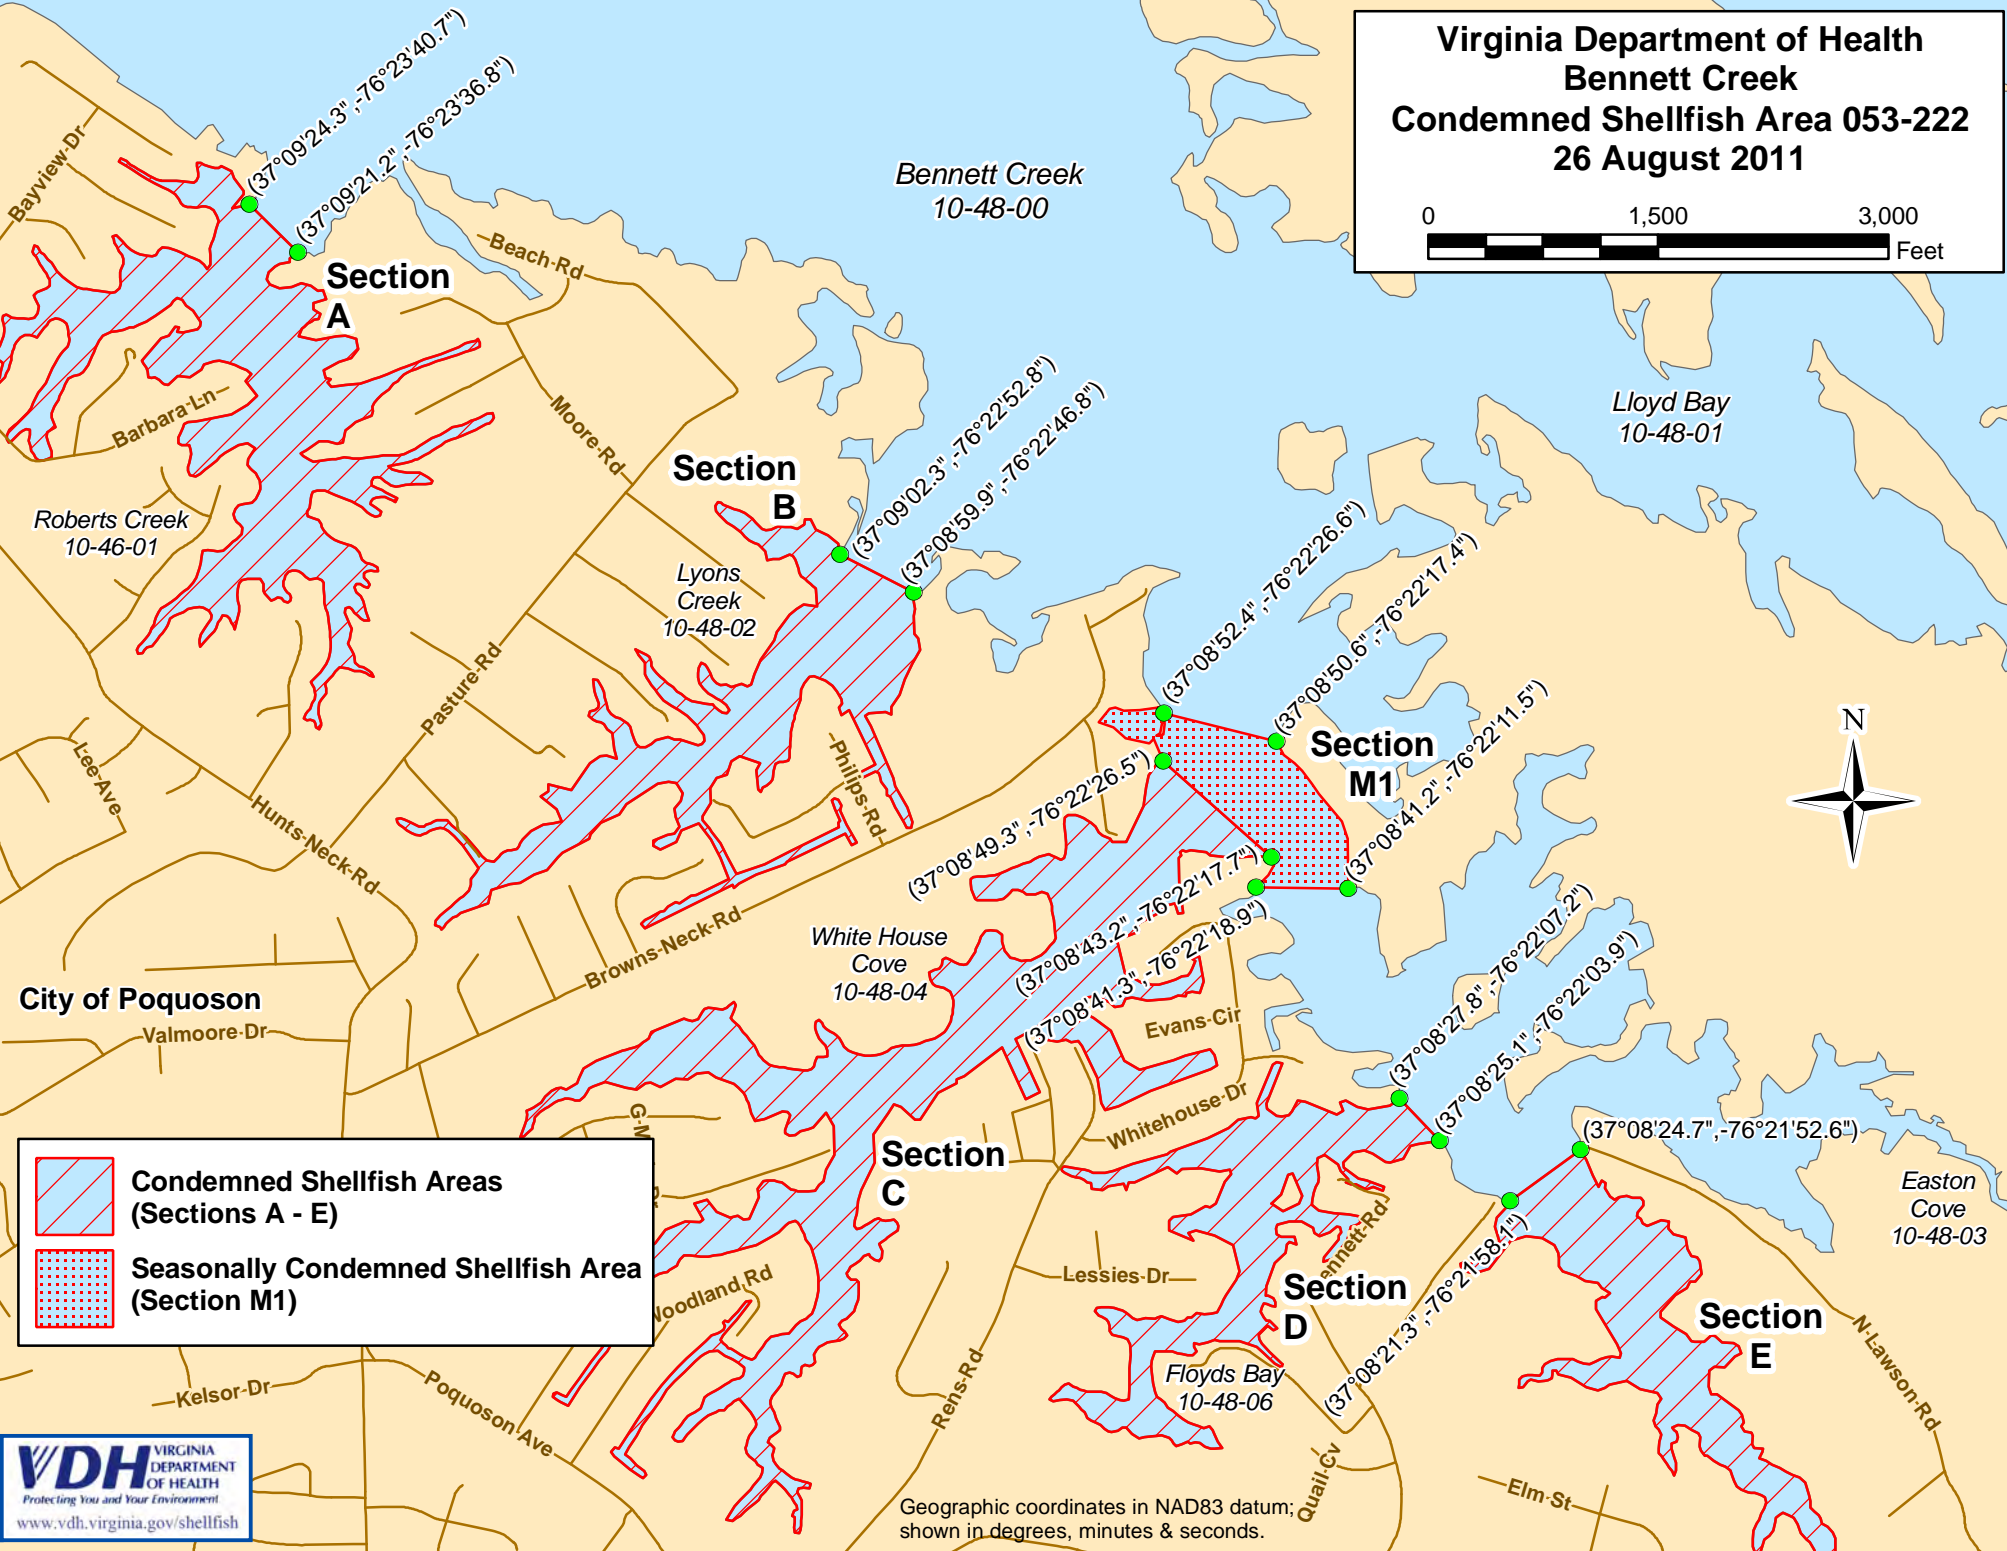 Virginia Department of Health
Bennett Creek
Condemned Shellfish Area 053-222
26 August 2011
0 1,500 3,000
Feet
(37°09'24.3",-76°23'40.7")
(37°09'21.2",-76°23'36.8")
Bayview Dr
Bennett Creek
10-48-00
Beach Rd
Section
A
Lloyd Bay
10-48-01
(37°09'02.3",-76°22'52.8")
(37°08'59.9",-76°22'46.8")
Barbara Ln
Moore Rd
Section
B
Roberts Creek
10-46-01
(37°08'52.4",-76°22'26.6")
(37°08'50.6",-76°22'17.4")
Lyons
Creek
10-48-02
Pasture Rd
(37°08'41.2",-76°22'11.5")
Section
M1
N
Lee Ave
Philips Rd
(37°08'49.3",-76°22'26.5")
Hunts Neck Rd
(37°08'43.2",-76°22'17.7")
(37°08'41.3",-76°22'18.9")
Browns Neck Rd
White House
Cove
10-48-04
(37°08'27.8",-76°22'07.2")
(37°08'25.1",-76°22'03.9")
City of Poquoson
Valmoore Dr
Evans Cir
Whitehouse Dr
(37°08'24.7",-76°21'52.6")
Condemned Shellfish Areas
(Sections A - E)
Section
C
Easton
Cove
10-48-03
Seasonally Condemned Shellfish Area
(Section M1)
Woodland Rd
Lessies Dr
Bennett Rd
Section
D
(37°08'21.3",-76°21'58.1")
Section
E
N Lawson Rd
Kelsor Dr
Poquoson Ave
Rens Rd
Floyds Bay
10-48-06
Quail Cv
Elm St
VDH VIRGINIA
DEPARTMENT
OF HEALTH
Protecting You and Your Environment
www.vdh.virginia.gov/shellfish
Geographic coordinates in NAD83 datum;
shown in degrees, minutes & seconds.